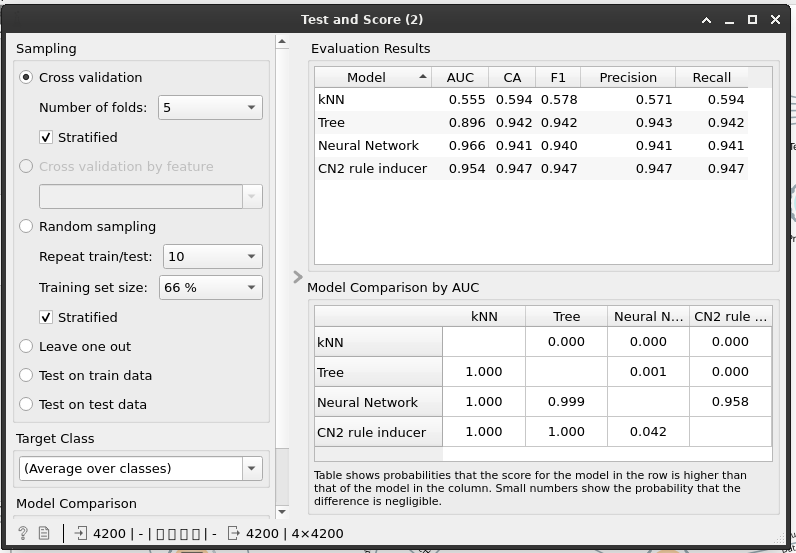 Test and Score (2)
Sampling
Cross validation
Number of folds: 5
Stratified
Cross validation by feature
Random sampling
Repeat train/test: 10
Training set size: 66 %
Stratified
Leave one out
Test on train data
Test on test data
Target Class
(Average over classes)
Model Comparison
Evaluation Results
Model AUC CA F1 Precision Recall
kNN 0.555 0.594 0.578 0.571 0.594
Tree 0.896 0.942 0.942 0.943 0.942
Neural Network 0.966 0.941 0.940 0.941 0.941
CN2 rule inducer 0.954 0.947 0.947 0.947 0.947
Model Comparison by AUC
kNN Tree Neural N... CN2 rule ...
kNN 0.000 0.000 0.000
Tree 1.000 0.001 0.000
Neural Network 1.000 0.999 0.958
CN2 rule inducer 1.000 1.000 0.042
Table shows probabilities that the score for the model in the row is higher than
that of the model in the column. Small numbers show the probability that the
difference is negligible.
? 4200 | - | ▯▯▯▯ | - 4200 | 4×4200